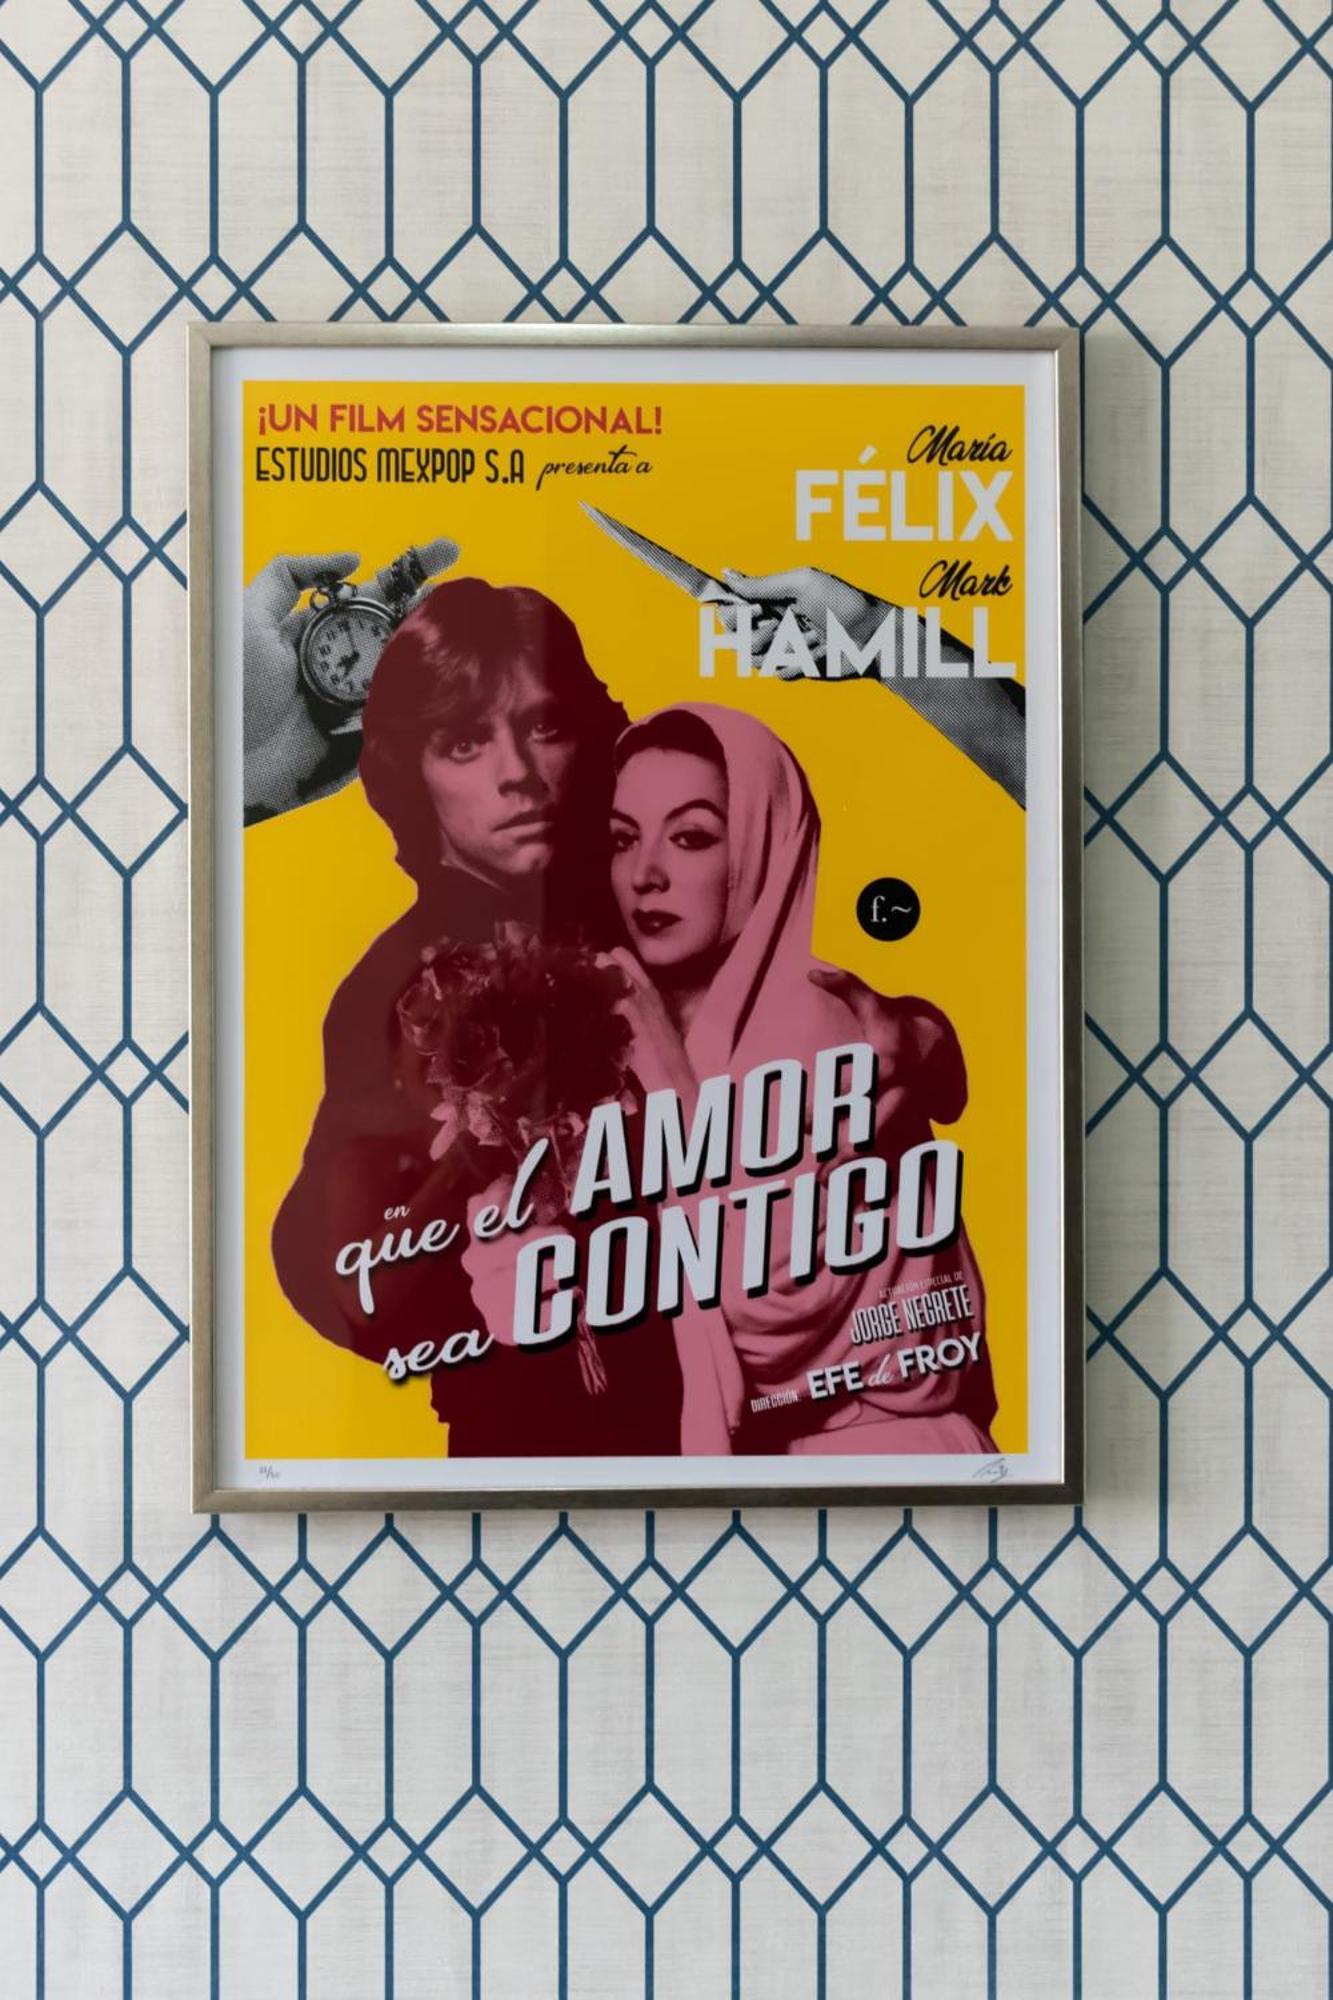 ¡UN FILM SENSACIONAL!
ESTUDIOS MEXPOP S.A presenta a
María
FÉLIX
Mark
HAMILL
f.~
en
que el AMOR
sea CONTIGO
ACTUACIÓN ESPECIAL DE
JORGE NEGRETE
DIRECCIÓN: EFE de FROY